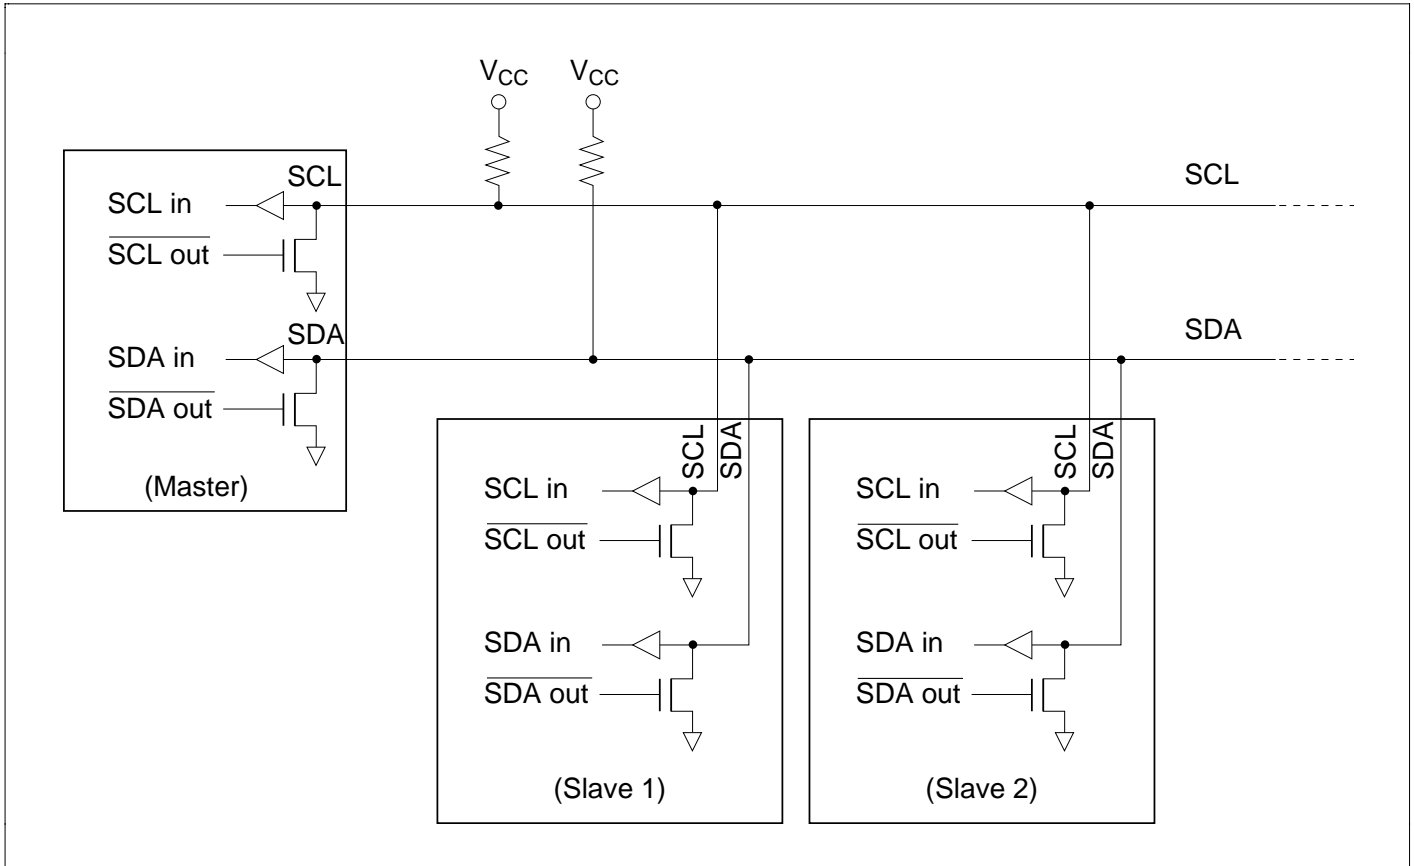 VCC VCC
SCL
SCL in
SCL out
SDA
SDA in
SDA out
(Master)
SCL
SDA
SCL
SDA
SCL in
SCL out
SDA in
SDA out
(Slave 1)
SCL
SDA
SCL in
SCL out
SDA in
SDA out
(Slave 2)